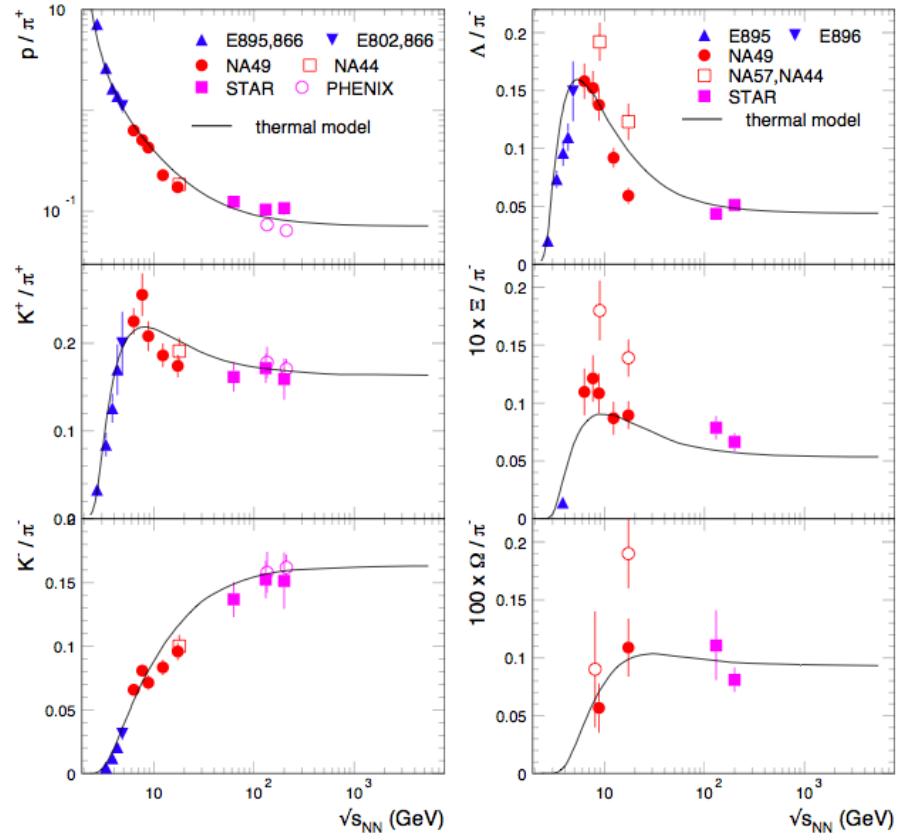 p / π⁺
10
1
10⁻¹
E895,866
E802,866
NA49
NA44
STAR
PHENIX
thermal model
K⁺ / π⁺
0.2
0.1
0
K⁻ / π⁻
0.2
0.15
0.1
0.05
0
10
10²
10³
√sNN (GeV)
Λ / π⁻
0.2
0.15
0.1
0.05
0
E895
E896
NA49
NA57,NA44
STAR
thermal model
10 x Ξ / π⁻
0.2
0.15
0.1
0.05
0
100 x Ω / π⁻
0.2
0.15
0.1
0.05
0
10
10²
10³
√sNN (GeV)